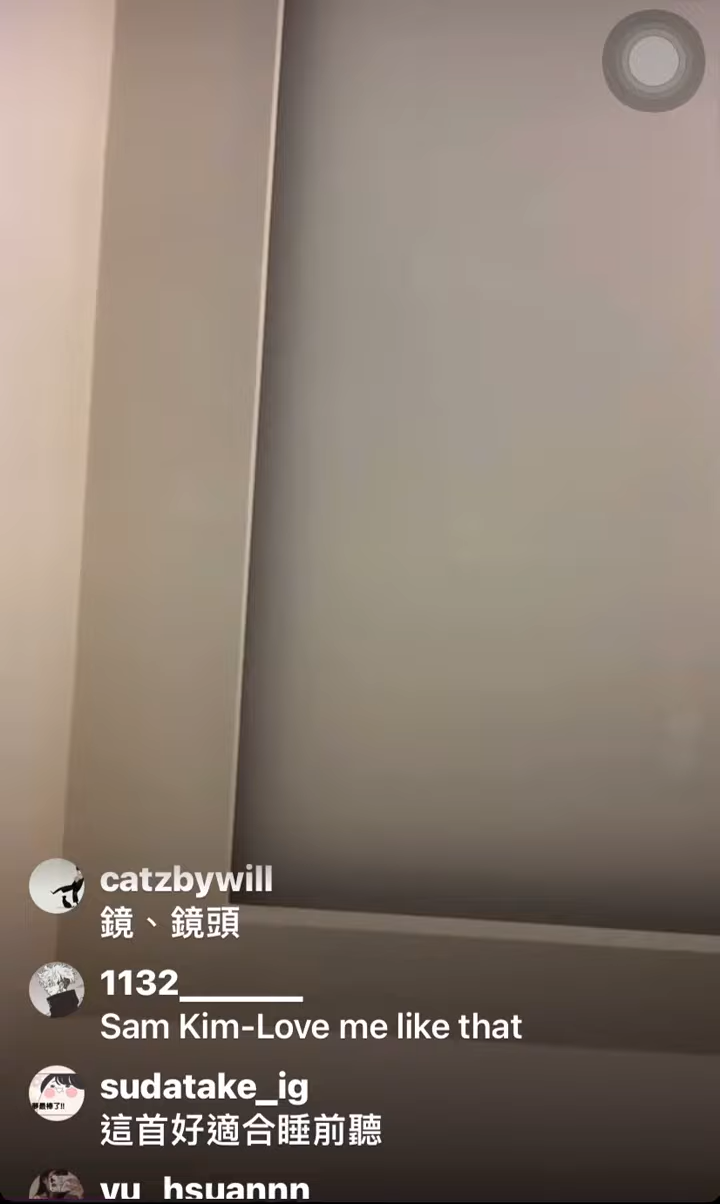 catzbywill
鏡、鏡頭
1132_______
Sam Kim-Love me like that
sudatake_ig
這首好適合睡前聽
yu_hsuannn